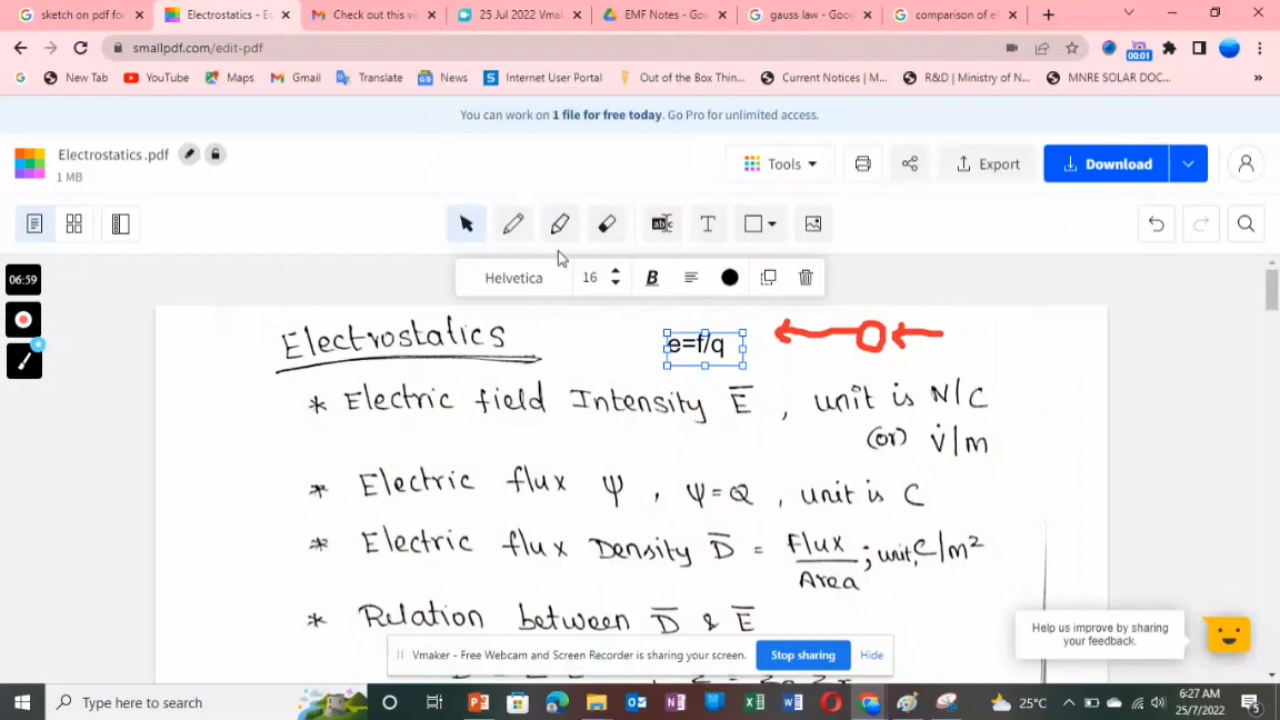 sketch on pdf fo
Electrostatics - E
Check out this vi
25 Jul 2022 Vmak
EMF Notes - Goo
gauss law - Goog
comparison of el
smallpdf.com/edit-pdf
00:01
New Tab
YouTube
Maps
Gmail
Translate
News
Internet User Portal
Out of the Box Thin...
Current Notices | M...
R&D | Ministry of N...
MNRE SOLAR DOC...
You can work on 1 file for free today. Go Pro for unlimited access.
Electrostatics.pdf
1 MB
Tools
Export
Download
abc
T
Helvetica
16
B
06:59
Electrostatics
e=f/q
* Electric field Intensity E̅ , unit is N/C
(or) V/m
* Electric flux ψ , ψ = Q , unit is C
* Electric flux Density D̅ = Flux/Area ; unit, C/m²
* Relation between D̅ & E̅
Help us improve by sharing
your feedback.
Vmaker - Free Webcam and Screen Recorder is sharing your screen.
Stop sharing
Hide
Type here to search
25°C
6:27 AM
25/7/2022
5